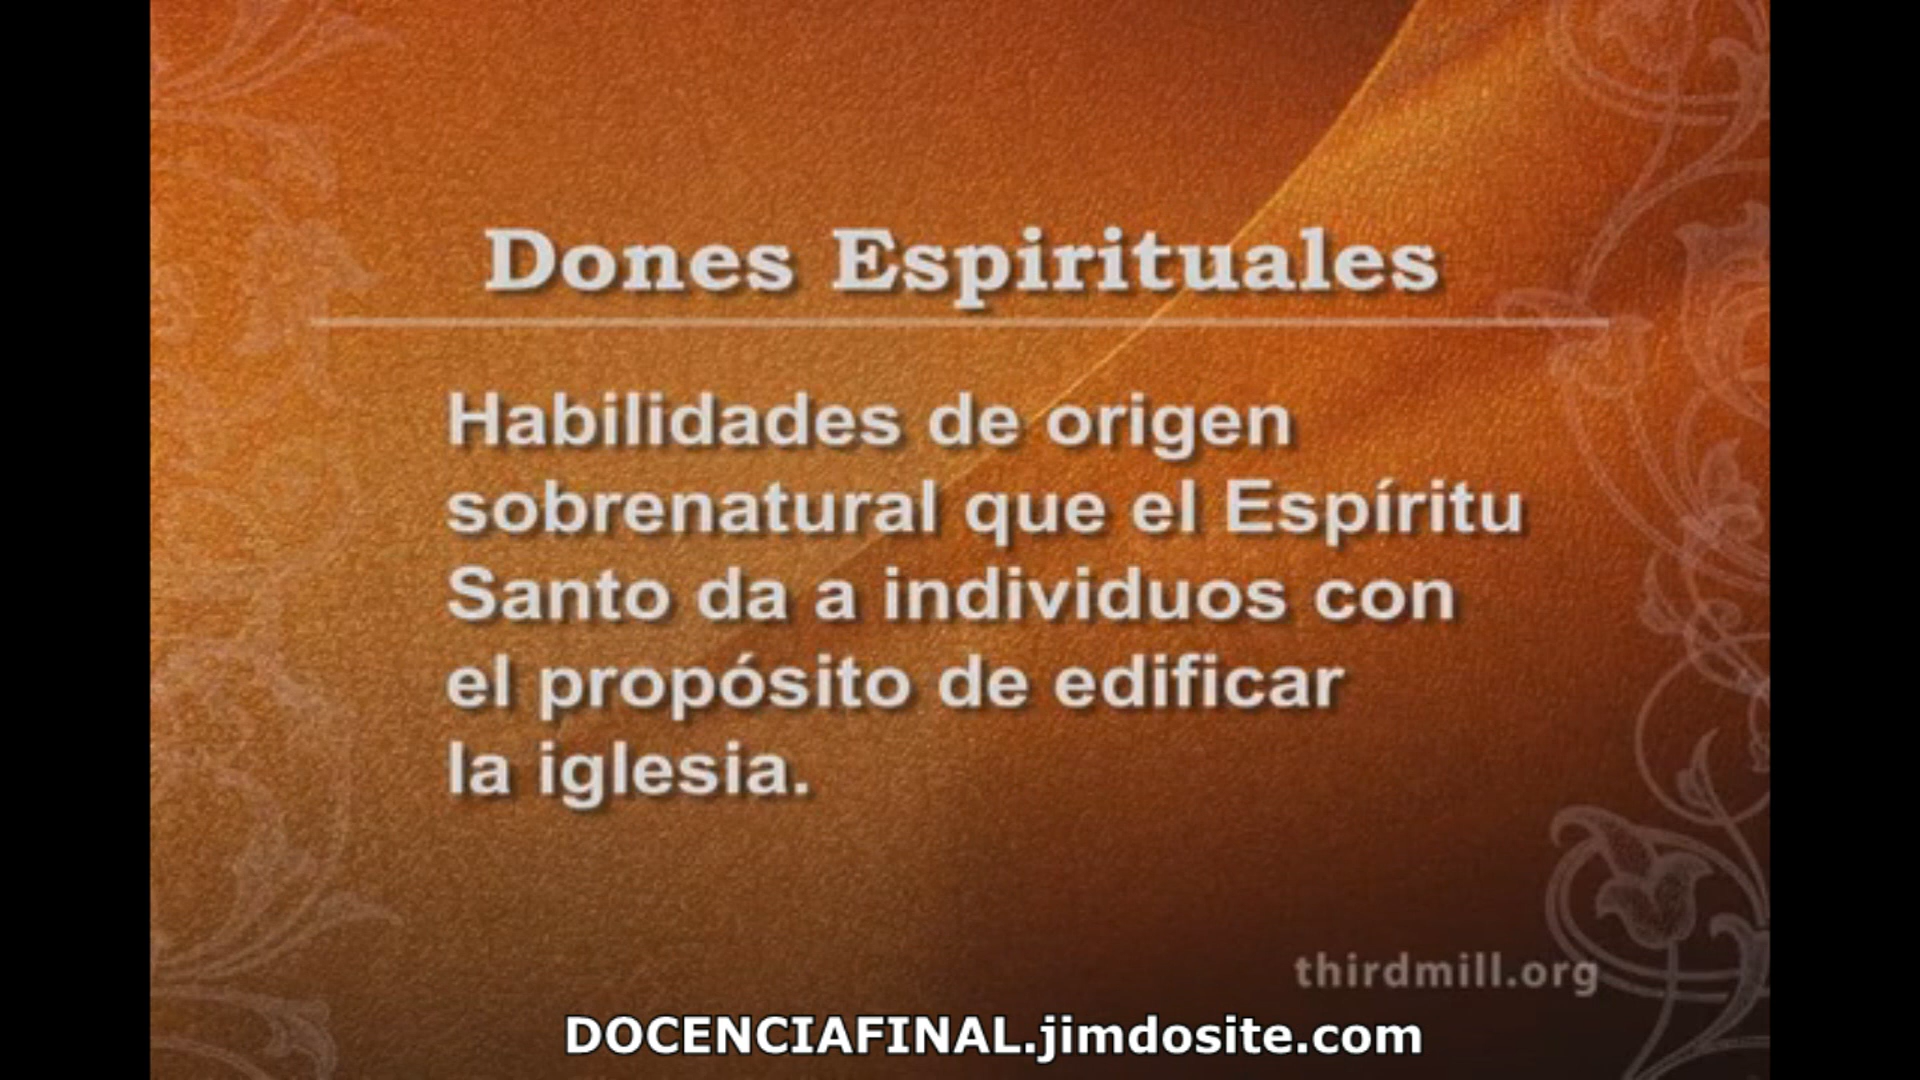 Dones Espirituales
Habilidades de origen
sobrenatural que el Espíritu
Santo da a individuos con
el propósito de edificar
la iglesia.
thirdmill.org
DOCENCIAFINAL.jimdosite.com